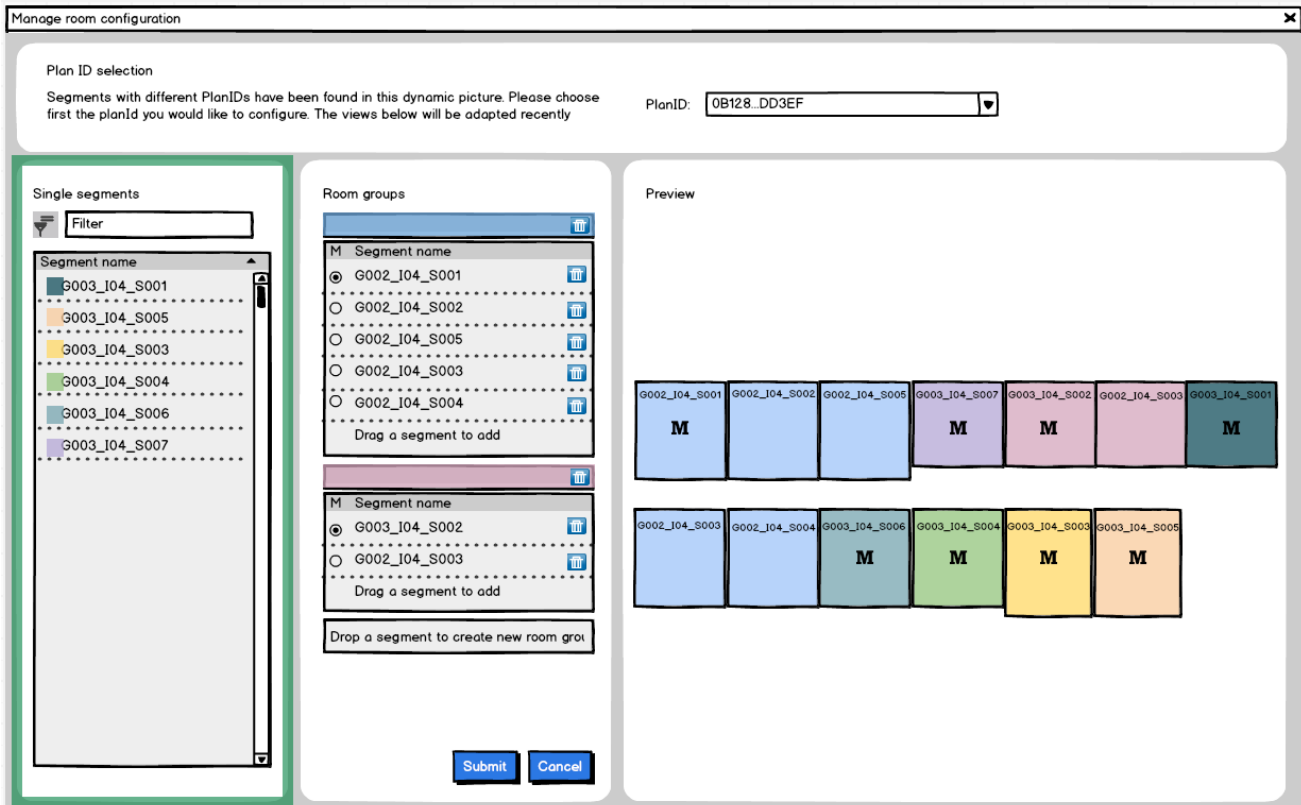 Manage room configuration
Plan ID selection
Segments with different PlanIDs have been found in this dynamic picture. Please choose
first the planId you would like to configure. The views below will be adapted recently
PlanID:
0B128...DD3EF
Single segments
Filter
Segment name
G003_I04_S001
G003_I04_S005
G003_I04_S003
G003_I04_S004
G003_I04_S006
G003_I04_S007
Room groups
M Segment name
G002_I04_S001
G002_I04_S002
G002_I04_S005
G002_I04_S003
G002_I04_S004
Drag a segment to add
M Segment name
G003_I04_S002
G002_I04_S003
Drag a segment to add
Drop a segment to create new room grou
Submit
Cancel
Preview
G002_I04_S001 G002_I04_S002 G002_I04_S005 G003_I04_S007 G003_I04_S002 G002_I04_S003 G003_I04_S001
M M M M
G002_I04_S003 G002_I04_S004 G003_I04_S006 G003_I04_S004 G003_I04_S003 G003_I04_S005
M M M M